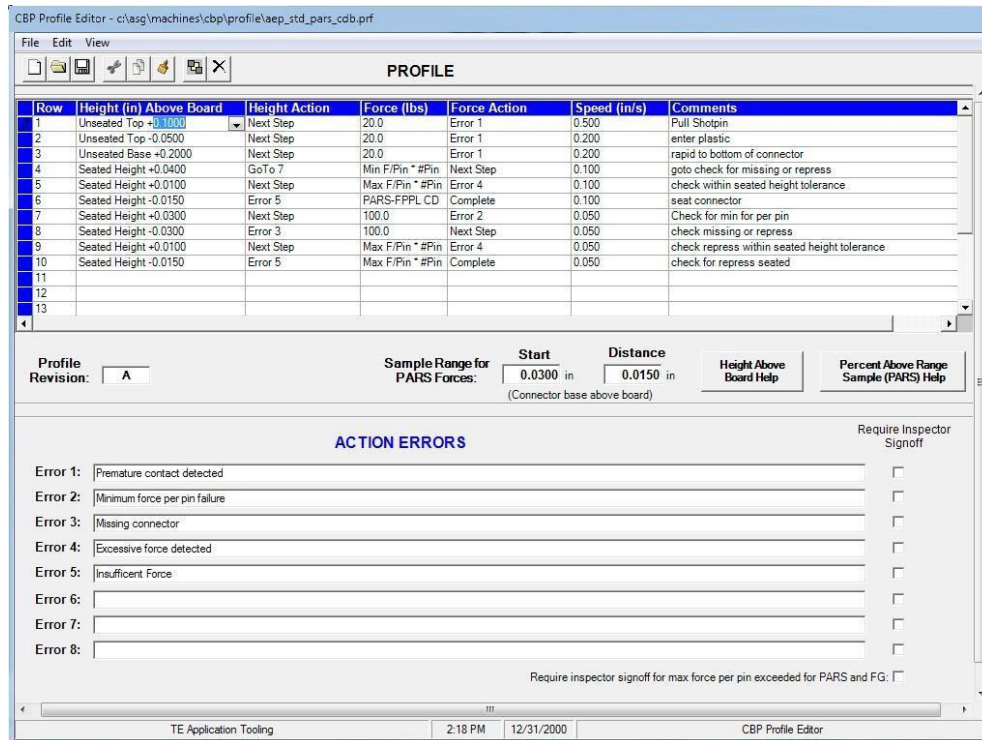 CBP Profile Editor - c:\asg\machines\cbp\profile\aep_std_pars_cdb.prf
File Edit View
PROFILE
Row Height (in) Above Board Height Action Force (lbs) Force Action Speed (in/s) Comments
1 Unseated Top +0.1000 Next Step 20.0 Error 1 0.500 Pull Shotpin
2 Unseated Top -0.0500 Next Step 20.0 Error 1 0.200 enter plastic
3 Unseated Base +0.2000 Next Step 20.0 Error 1 0.200 rapid to bottom of connector
4 Seated Height +0.0400 GoTo 7 Min F/Pin * #Pin Next Step 0.100 goto check for missing or repress
5 Seated Height +0.0100 Next Step Max F/Pin * #Pin Error 4 0.100 check within seated height tolerance
6 Seated Height -0.0150 Error 5 PARS-FPPL CD Complete 0.100 seat connector
7 Seated Height +0.0300 Next Step 100.0 Error 2 0.050 Check for min for per pin
8 Seated Height -0.0300 Error 3 100.0 Next Step 0.050 check missing or repress
9 Seated Height +0.0100 Next Step Max F/Pin * #Pin Error 4 0.050 check repress within seated height tolerance
10 Seated Height -0.0150 Error 5 Max F/Pin * #Pin Complete 0.050 check for repress seated
11
12
13
Profile Revision: A
Sample Range for PARS Forces:
Start Distance
0.0300 in 0.0150 in
(Connector base above board)
Height Above Board Help
Percent Above Range Sample (PARS) Help
ACTION ERRORS
Require Inspector Signoff
Error 1: Premature contact detected
Error 2: Minimum force per pin failure
Error 3: Missing connector
Error 4: Excessive force detected
Error 5: Insufficent Force
Error 6:
Error 7:
Error 8:
Require inspector signoff for max force per pin exceeded for PARS and FG:
TE Application Tooling 2:18 PM 12/31/2000 CBP Profile Editor